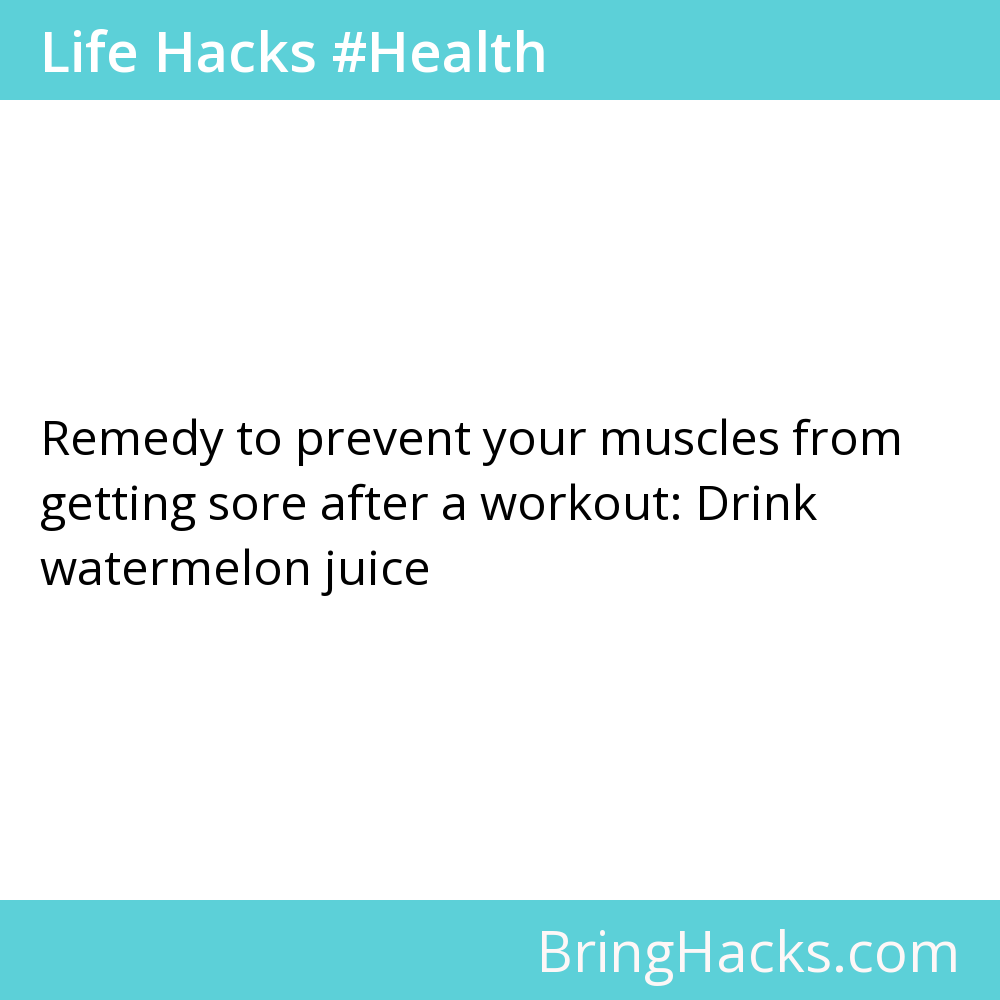 Life Hacks #Health
Remedy to prevent your muscles from
getting sore after a workout: Drink
watermelon juice
BringHacks.com